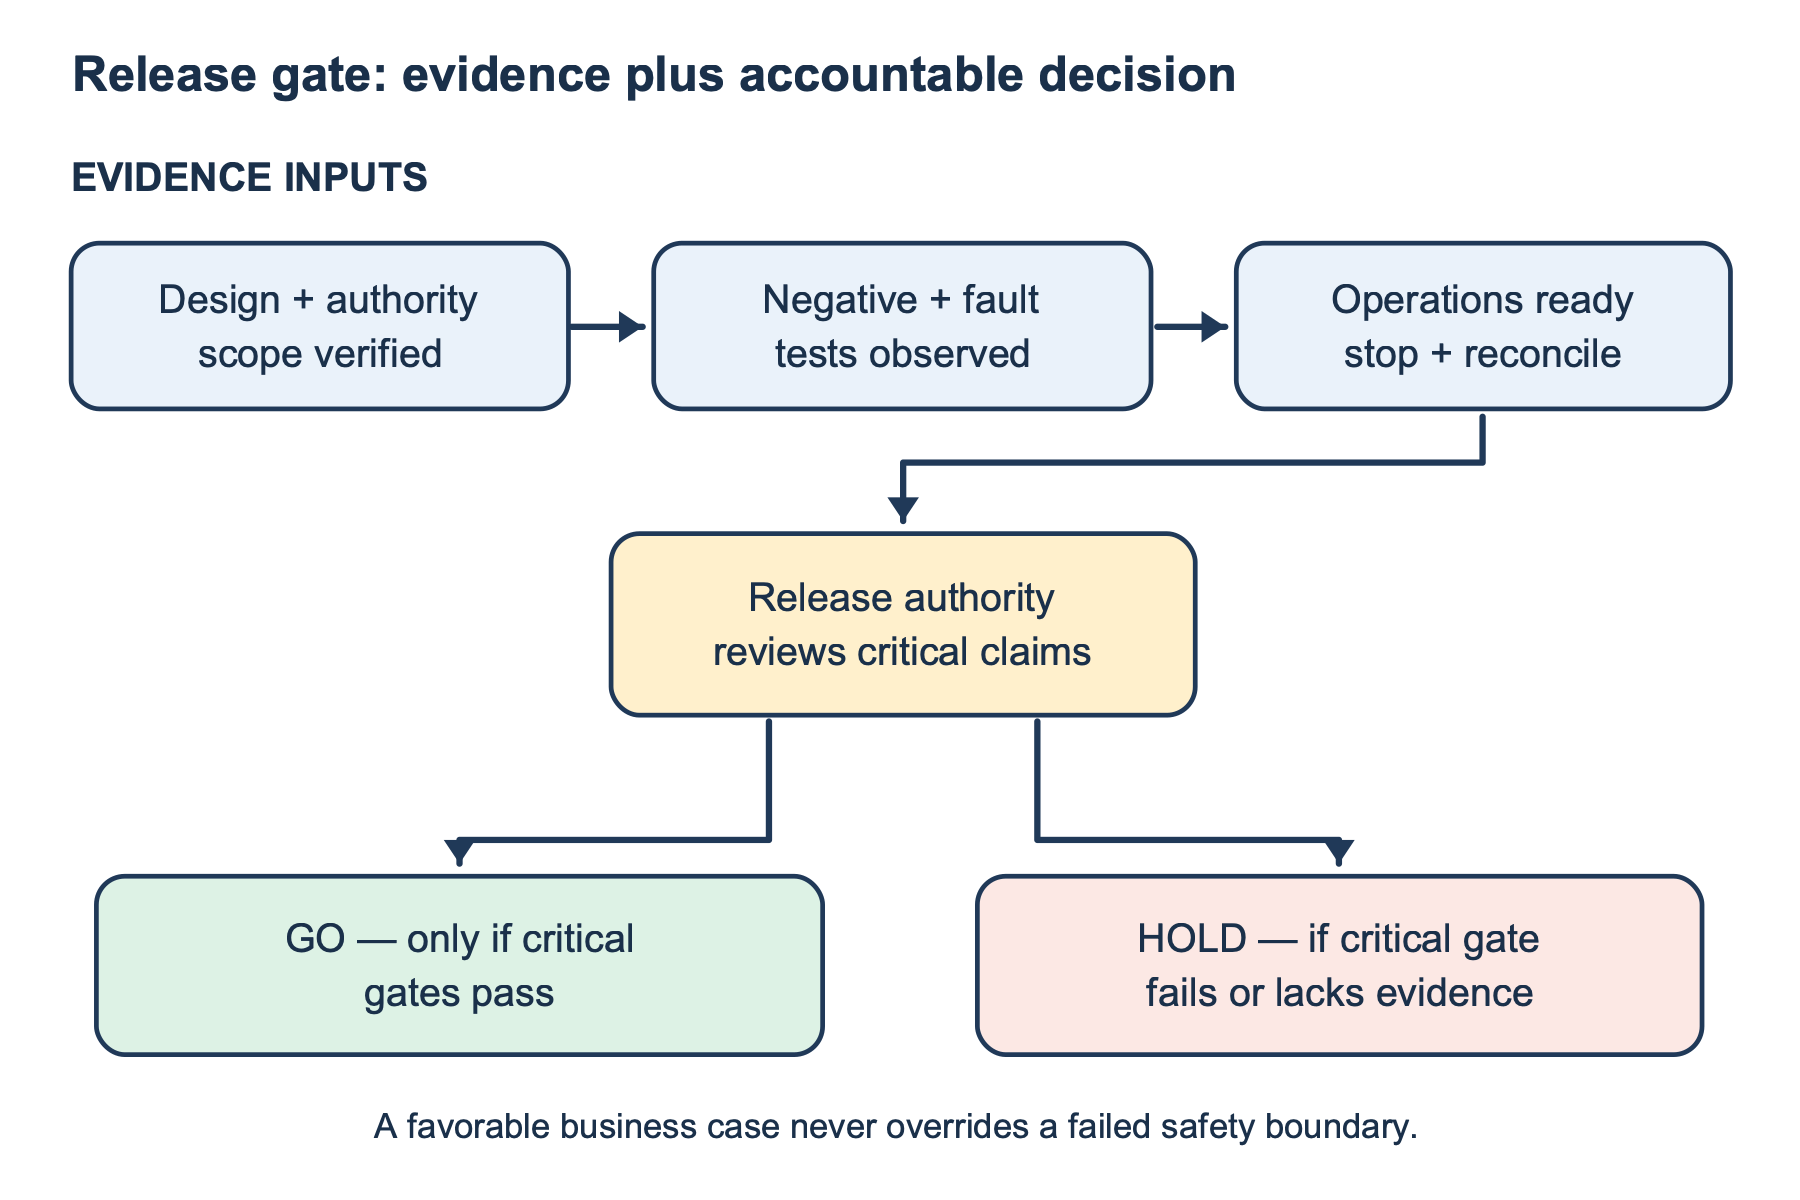 Release gate: evidence plus accountable decision
EVIDENCE INPUTS
Design + authority
scope verified
Negative + fault
tests observed
Operations ready
stop + reconcile
Release authority
reviews critical claims
GO — only if critical
gates pass
HOLD — if critical gate
fails or lacks evidence
A favorable business case never overrides a failed safety boundary.